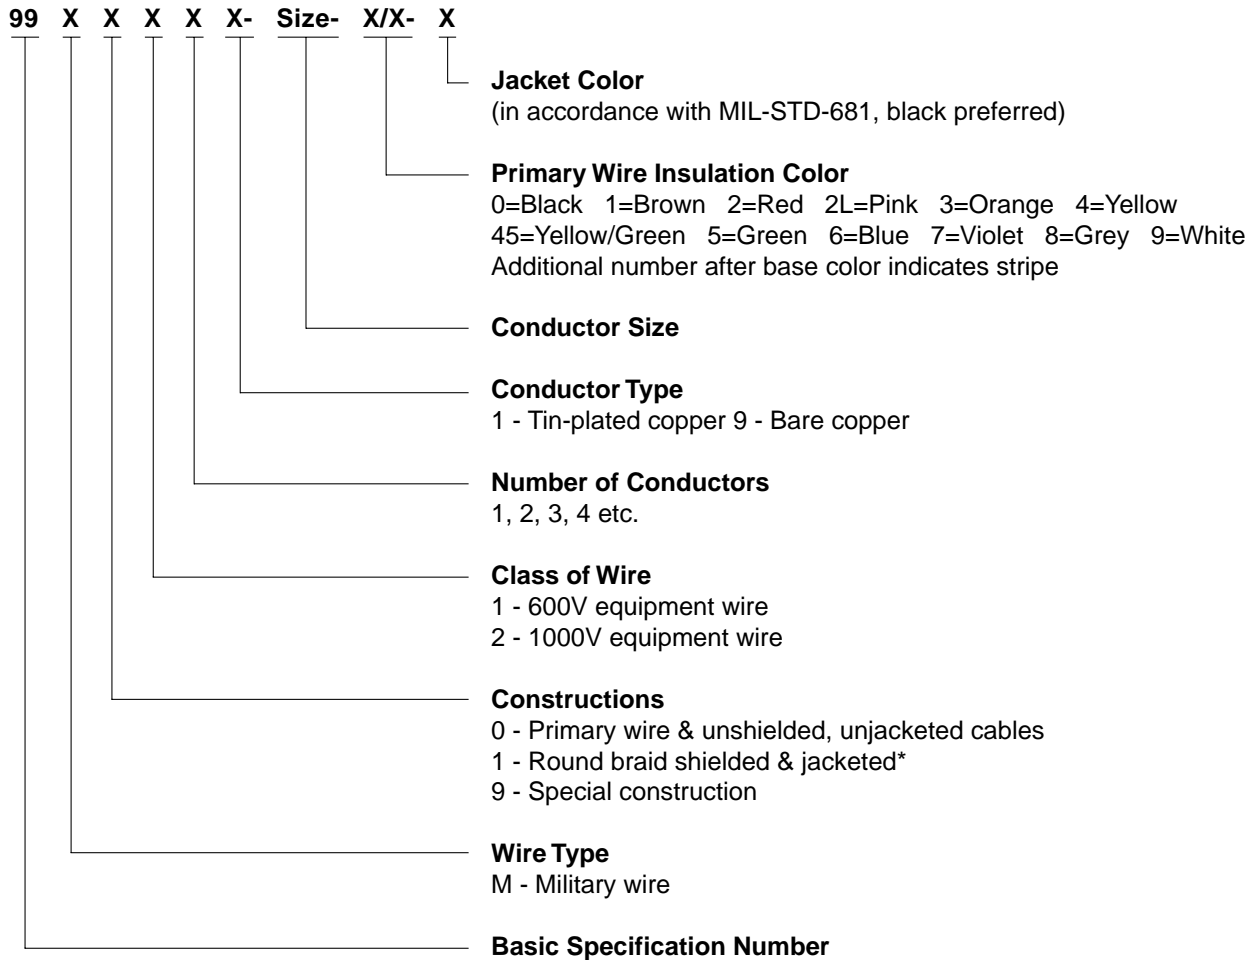 99 X X X X X- Size- X/X- X
Jacket Color
(in accordance with MIL-STD-681, black preferred)
Primary Wire Insulation Color
0=Black 1=Brown 2=Red 2L=Pink 3=Orange 4=Yellow
45=Yellow/Green 5=Green 6=Blue 7=Violet 8=Grey 9=White
Additional number after base color indicates stripe
Conductor Size
Conductor Type
1 - Tin-plated copper 9 - Bare copper
Number of Conductors
1, 2, 3, 4 etc.
Class of Wire
1 - 600V equipment wire
2 - 1000V equipment wire
Constructions
0 - Primary wire & unshielded, unjacketed cables
1 - Round braid shielded & jacketed*
9 - Special construction
Wire Type
M - Military wire
Basic Specification Number